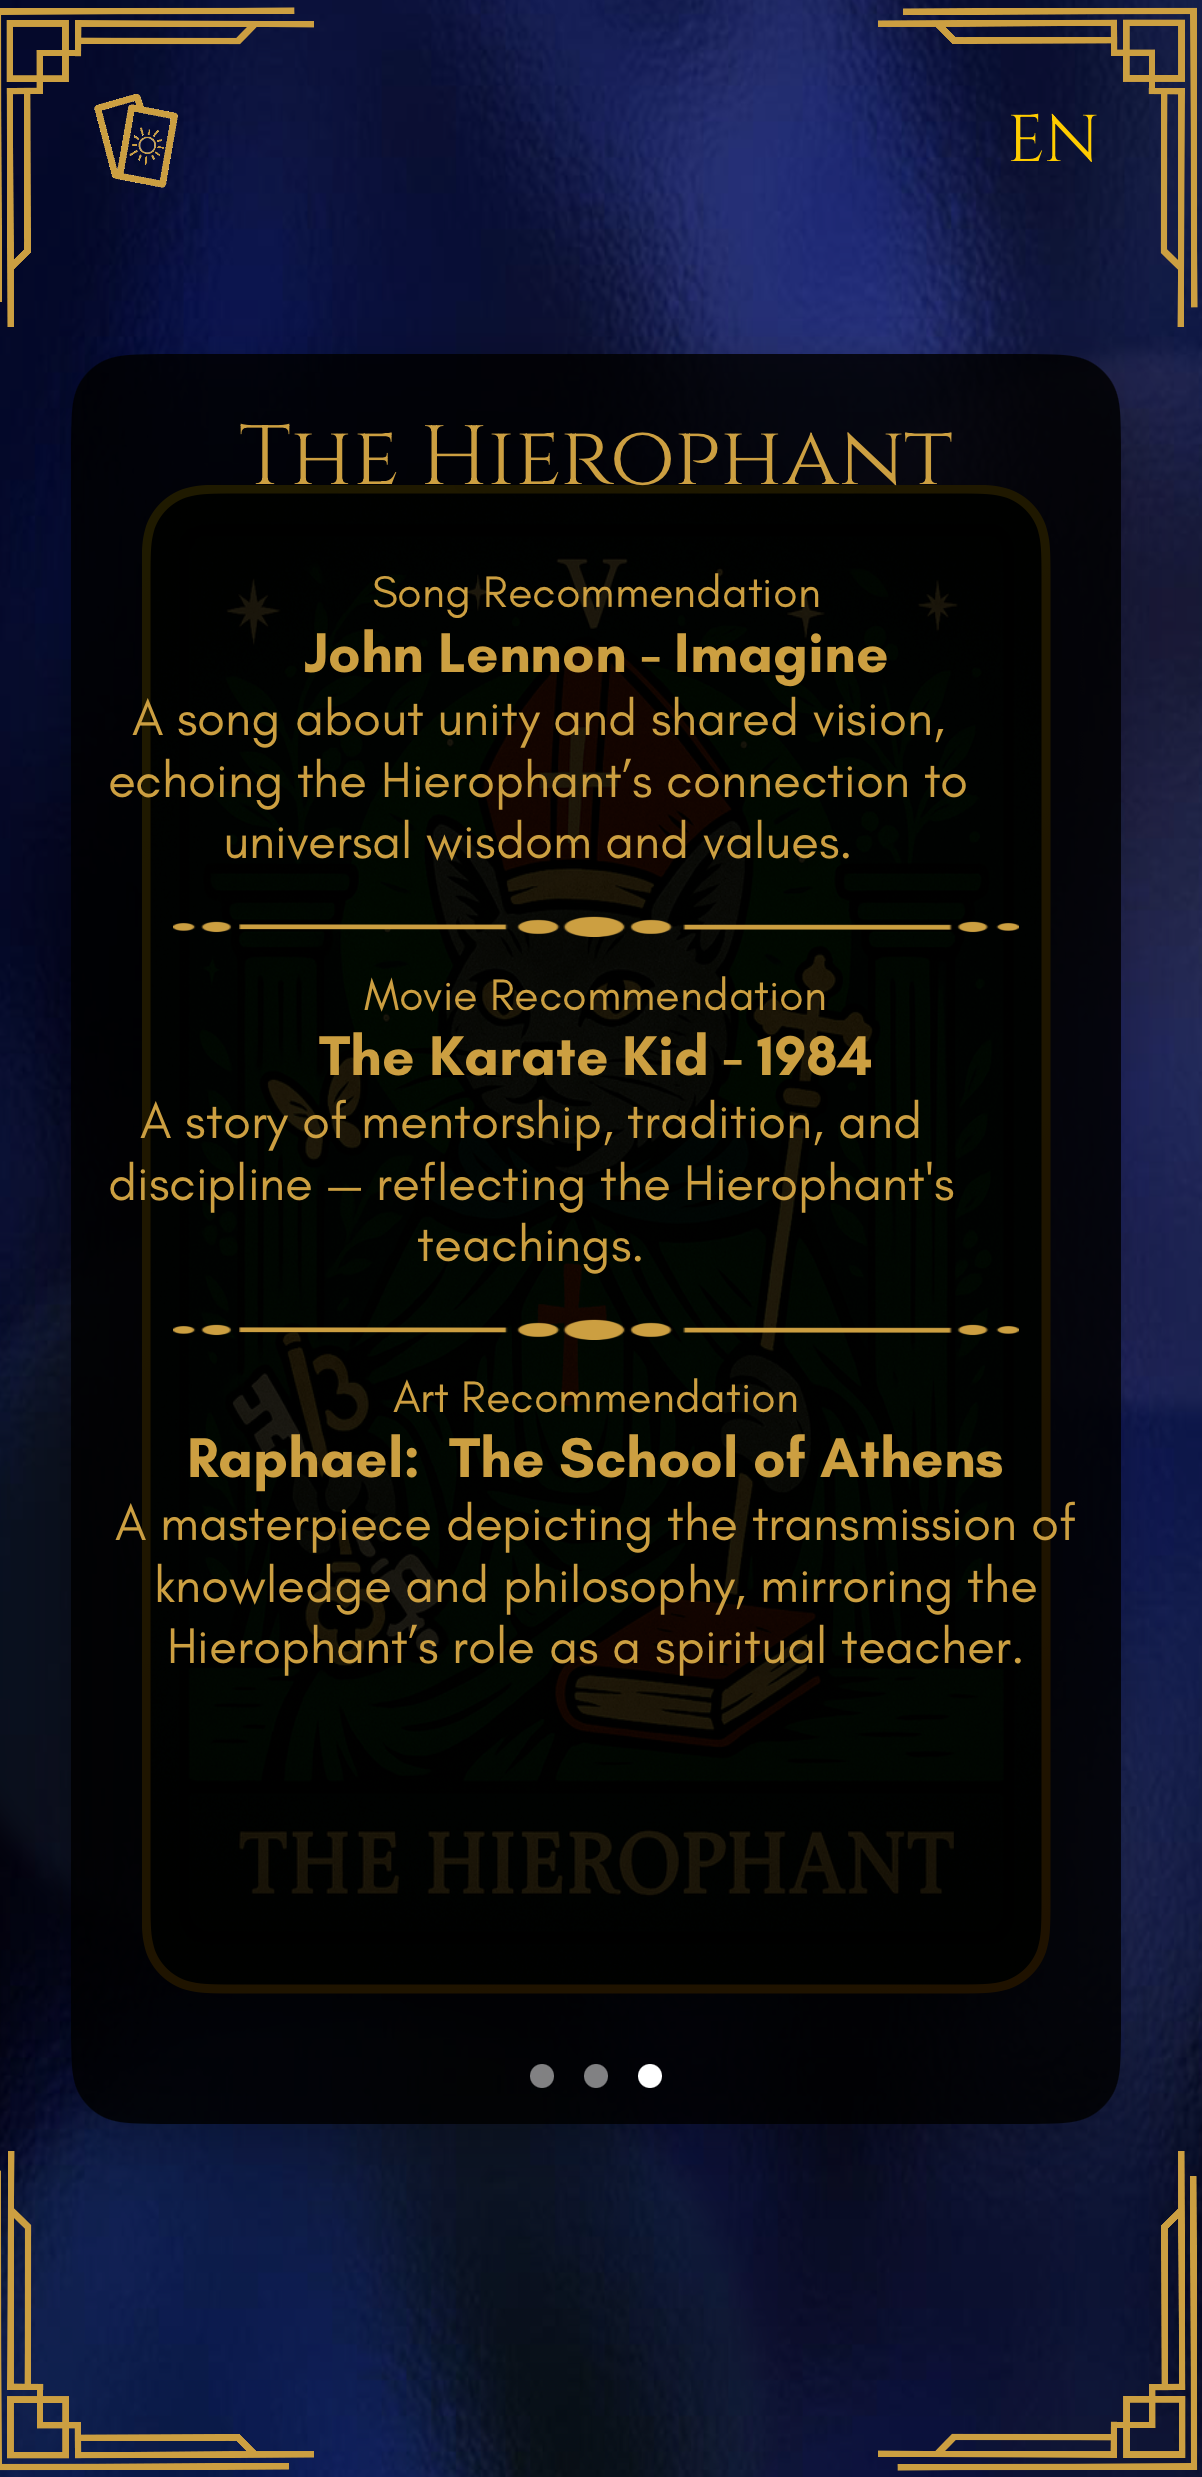 EN
The Hierophant
V
Song Recommendation
John Lennon - Imagine
A song about unity and shared vision,
echoing the Hierophant’s connection to
universal wisdom and values.
Movie Recommendation
The Karate Kid - 1984
A story of mentorship, tradition, and
discipline — reflecting the Hierophant's
teachings.
Art Recommendation
Raphael:  The School of Athens
A masterpiece depicting the transmission of
knowledge and philosophy, mirroring the
Hierophant’s role as a spiritual teacher.
THE HIEROPHANT